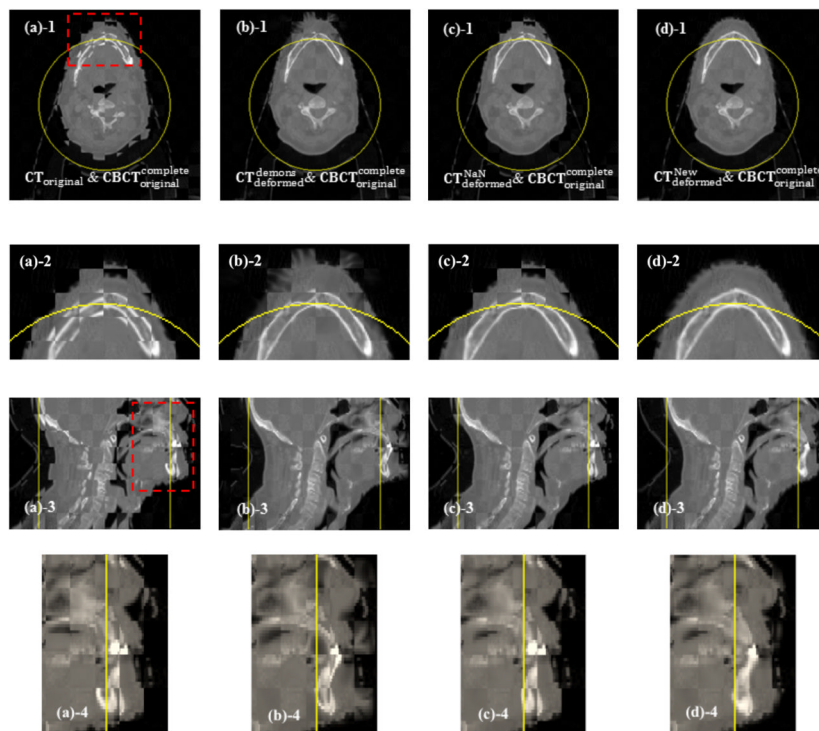 (a)-1 (b)-1 (c)-1 (d)-1
CT_original & CBCT^complete_original CT^demons_deformed & CBCT^complete_original CT^NaN_deformed & CBCT^complete_original CT^New_deformed & CBCT^complete_original
(a)-2 (b)-2 (c)-2 (d)-2
(a)-3 (b)-3 (c)-3 (d)-3
(a)-4 (b)-4 (c)-4 (d)-4